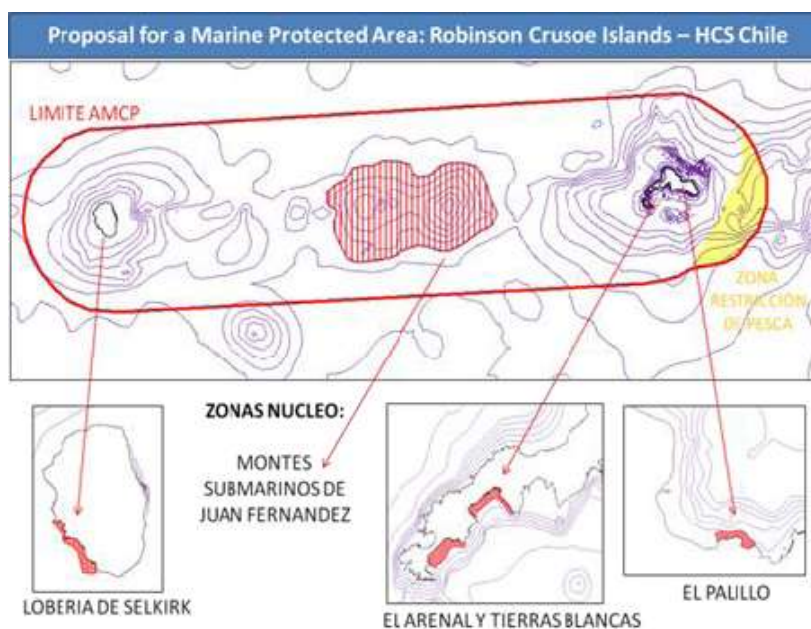 Proposal for a Marine Protected Area: Robinson Crusoe Islands – HCS Chile
LIMITE AMCP
ZONA
RESTRICCIÓN
DE PESCA
ZONAS NUCLEO:
MONTES
SUBMARINOS DE
JUAN FERNANDEZ
LOBERIA DE SELKIRK
EL ARENAL Y TIERRAS BLANCAS
EL PALILLO